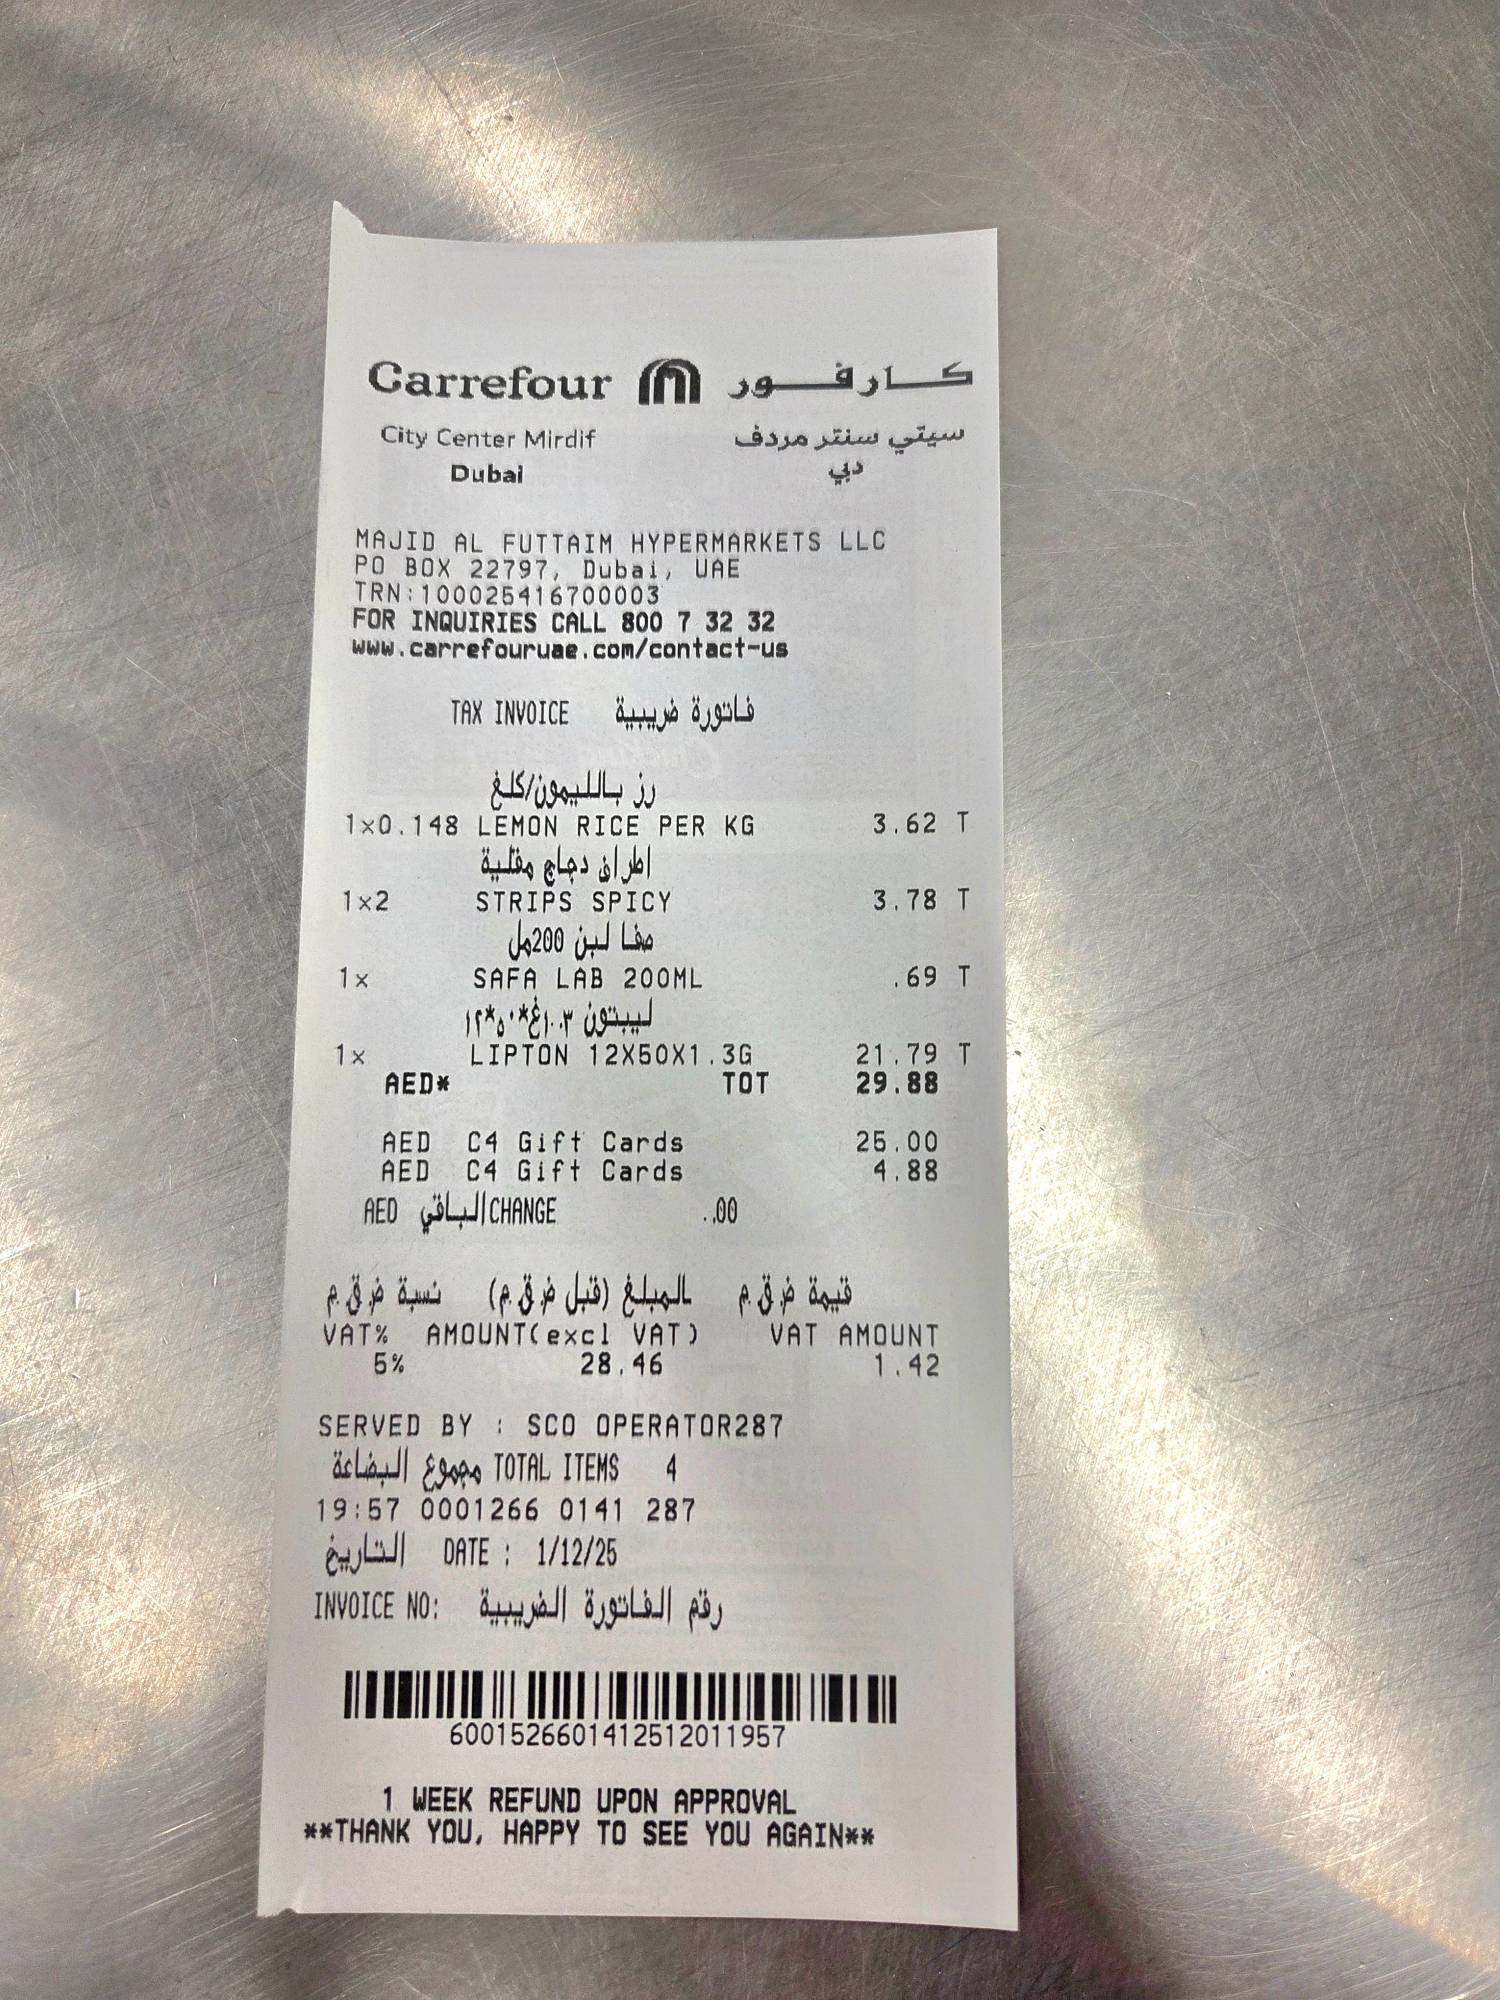 Carrefour كارفور
City Center Mirdif سيتي سنتر مردف
Dubai دبي
MAJID AL FUTTAIM HYPERMARKETS LLC
PO BOX 22797, Dubai, UAE
TRN:100025416700003
FOR INQUIRIES CALL 800 7 32 32
www.carrefouruae.com/contact-us
TAX INVOICE فاتورة ضريبية
رز بالليمون/كلغ
1x0.148 LEMON RICE PER KG 3.62 T
اطراف دجاج مقلية
1x2 STRIPS SPICY 3.78 T
صفا لبن 200مل
1x SAFA LAB 200ML .69 T
ليبتون ١٠٠٣غ*٥٠*١٢
1x LIPTON 12X50X1.3G 21.79 T
AED* TOT 29.88
AED C4 Gift Cards 25.00
AED C4 Gift Cards 4.88
AED الباقي CHANGE ..00
نسبة ض.ق.م المبلغ (قبل ض.ق.م) قيمة ض.ق.م
VAT% AMOUNT(excl VAT) VAT AMOUNT
5% 28.46 1.42
SERVED BY : SCO OPERATOR287
مجموع البضاعة TOTAL ITEMS 4
19:57 0001266 0141 287
التاريخ DATE : 1/12/25
INVOICE NO: رقم الفاتورة الضريبية
6001526601412512011957
1 WEEK REFUND UPON APPROVAL
**THANK YOU, HAPPY TO SEE YOU AGAIN**